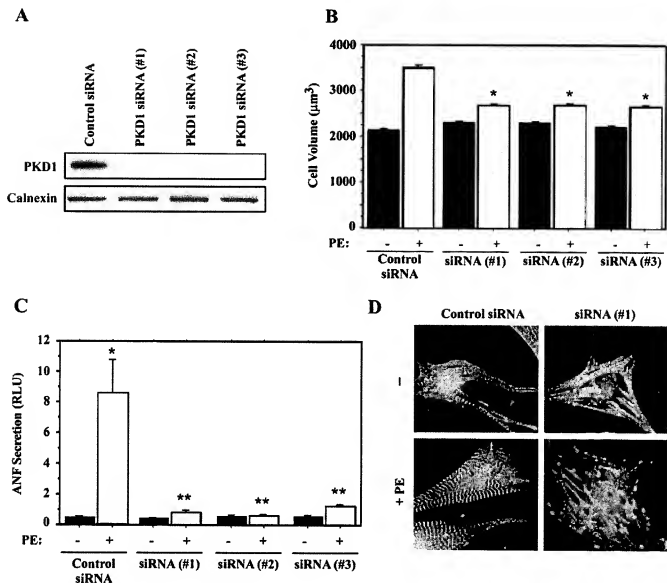 A
Control siRNA
PKD1 siRNA (#1)
PKD1 siRNA (#2)
PKD1 siRNA (#3)
PKD1
Calnexin
B
Cell Volume (μm³)
4000
3000
2000
1000
0
* * *
PE: - + - + - + - +
Control siRNA
siRNA (#1) siRNA (#2) siRNA (#3)
C
ANF Secretion (RLU)
14
12
10
8
6
4
2
0
* ** ** **
PE: - + - + - + - +
Control siRNA
siRNA (#1) siRNA (#2) siRNA (#3)
D
Control siRNA siRNA (#1)
–
+ PE